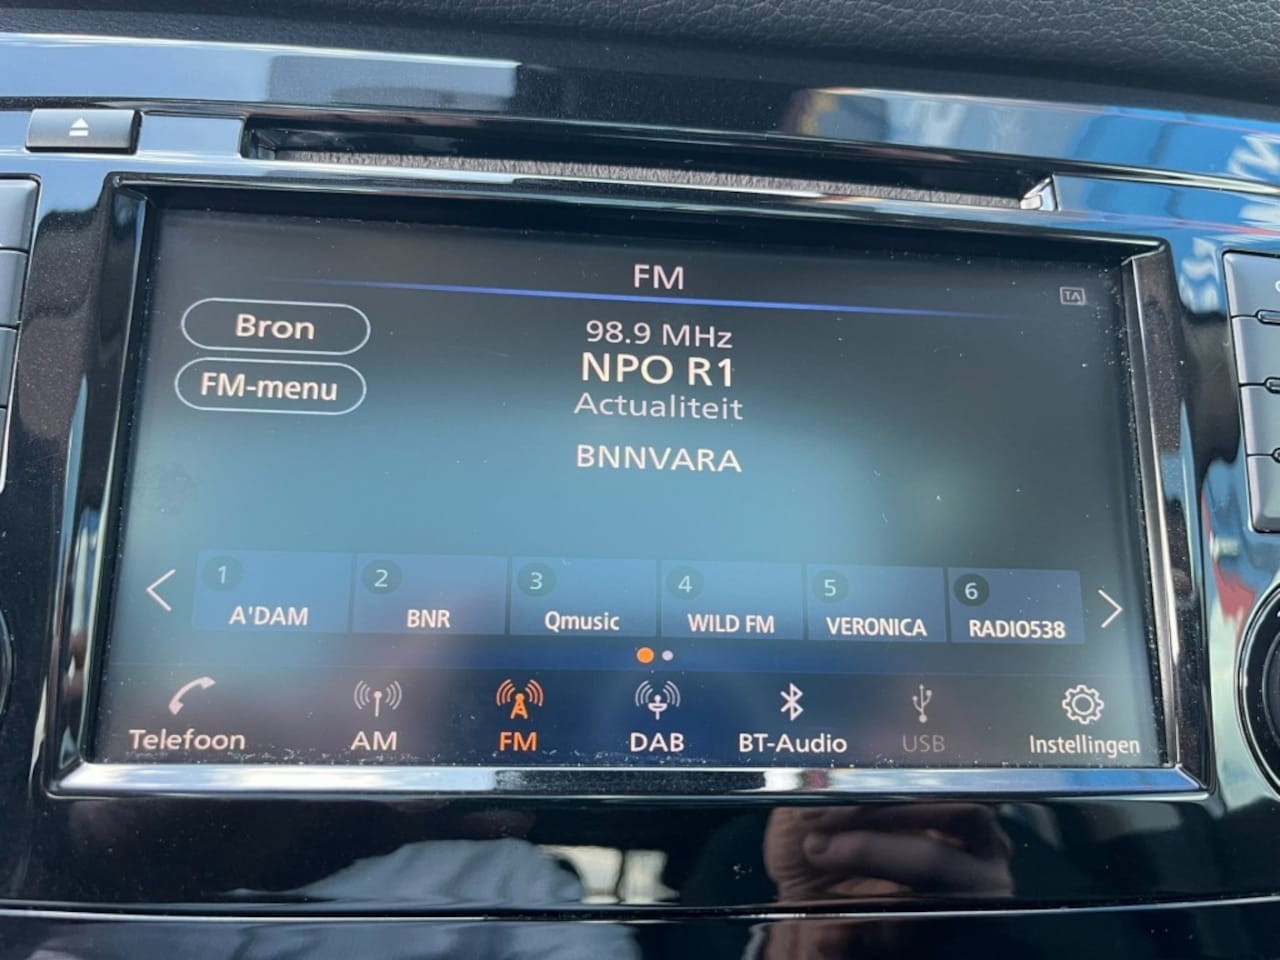 FM
TA
Bron
FM-menu
98.9 MHz
NPO R1
Actualiteit
BNNVARA
1
A'DAM
2
BNR
3
Qmusic
4
WILD FM
5
VERONICA
6
RADIO538
Telefoon
AM
FM
DAB
BT-Audio
USB
Instellingen